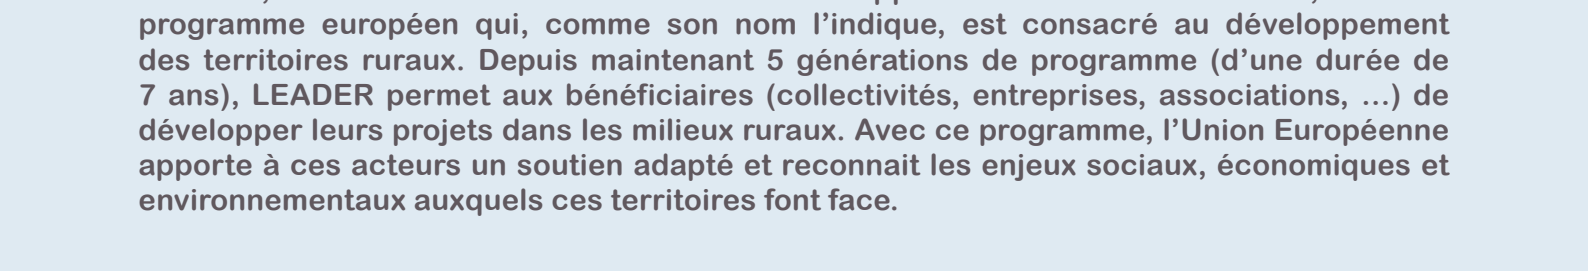 programme européen qui, comme son nom l’indique, est consacré au développement
des territoires ruraux. Depuis maintenant 5 générations de programme (d’une durée de
7 ans), LEADER permet aux bénéficiaires (collectivités, entreprises, associations, …) de
développer leurs projets dans les milieux ruraux. Avec ce programme, l’Union Européenne
apporte à ces acteurs un soutien adapté et reconnait les enjeux sociaux, économiques et
environnementaux auxquels ces territoires font face.